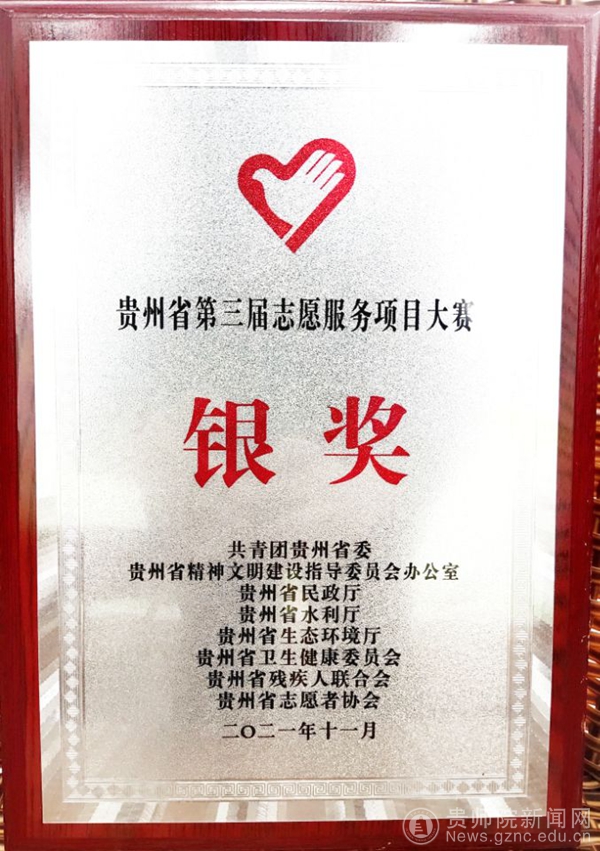 贵州省第三届志愿服务项目大赛
银奖
共青团贵州省委
贵州省精神文明建设指导委员会办公室
贵州省民政厅
贵州省水利厅
贵州省生态环境厅
贵州省卫生健康委员会
贵州省残疾人联合会
贵州省志愿者协会
二〇二一年十一月
贵师院新闻网
News.gznc.edu.cn